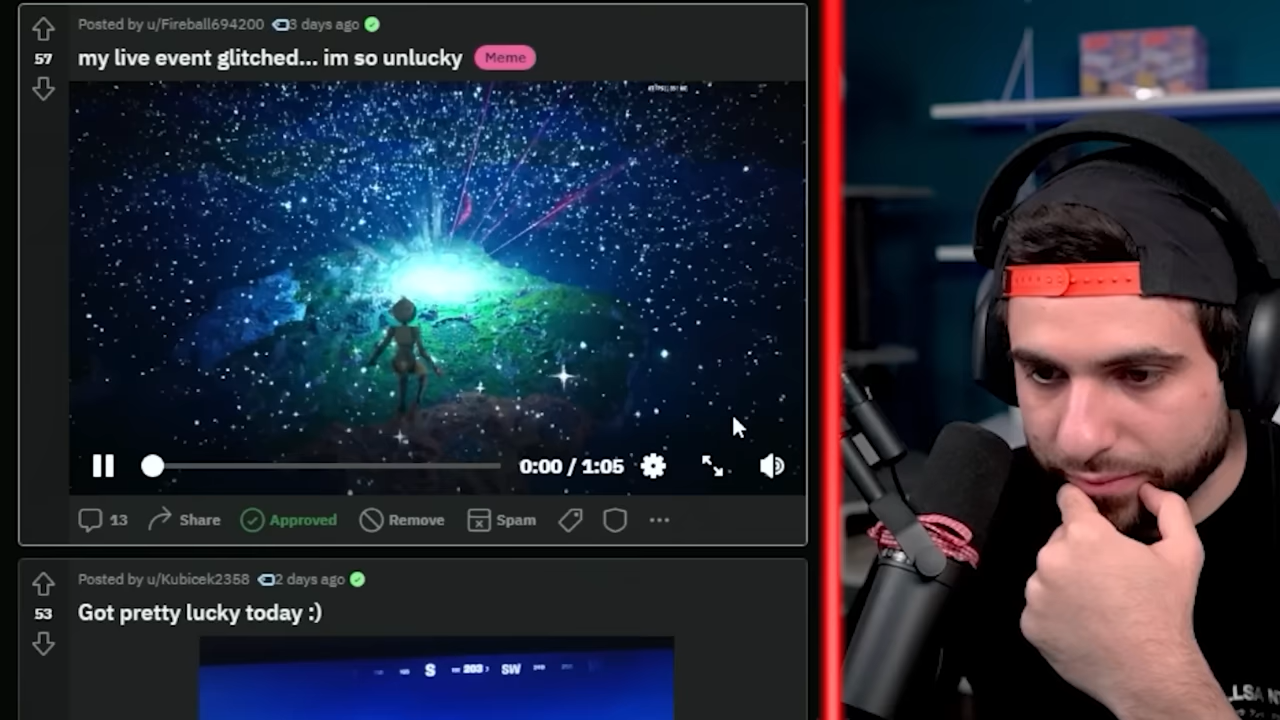 Posted by u/Fireball694200 3 days ago
57
my live event glitched... im so unlucky Meme
0:00 / 1:05
13 Share Approved Remove Spam
Posted by u/Kubicek2358 2 days ago
53
Got pretty lucky today :)
S 203 SW